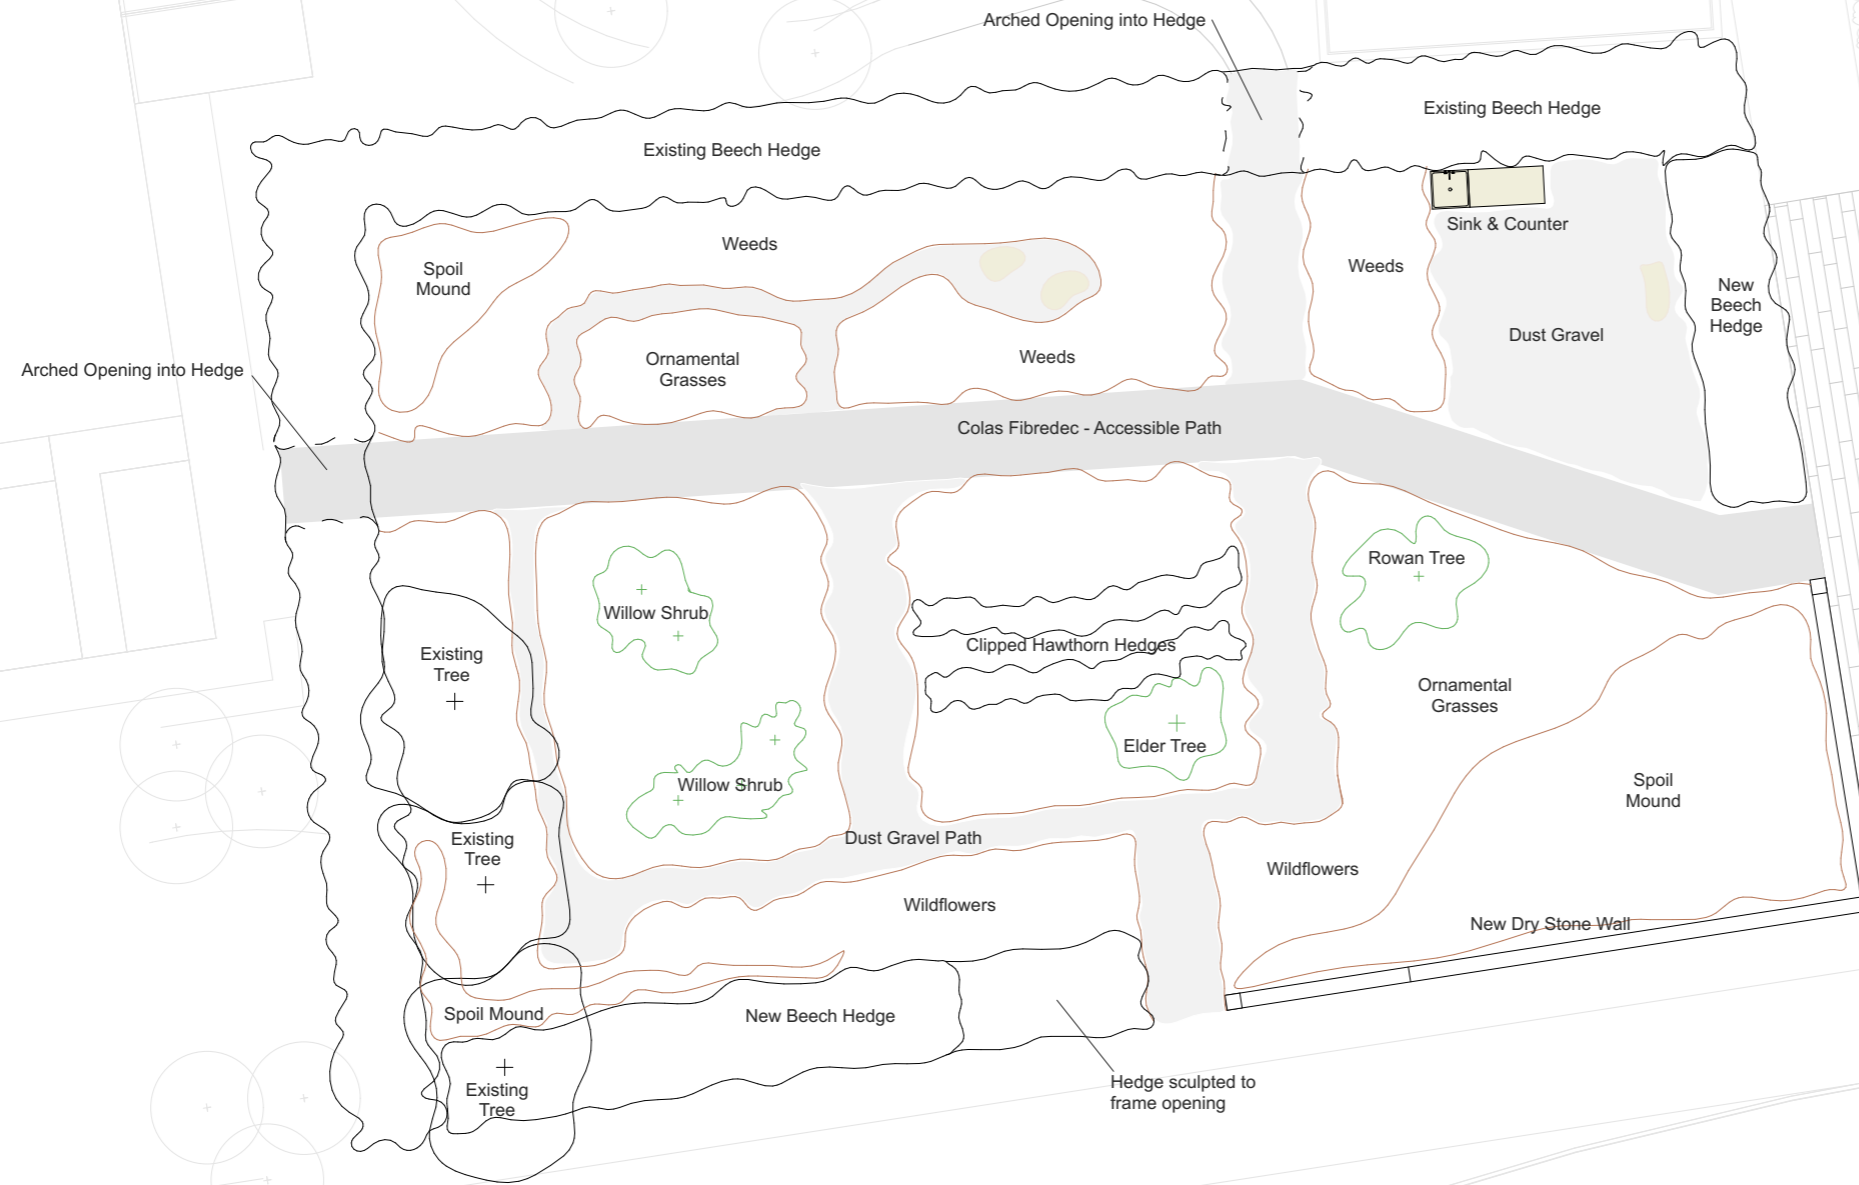 Arched Opening into Hedge
Existing Beech Hedge
Existing Beech Hedge
Sink & Counter
Weeds
Spoil
Mound
Weeds
New
Beech
Hedge
Dust Gravel
Ornamental
Grasses
Weeds
Arched Opening into Hedge
Colas Fibredec - Accessible Path
Rowan Tree
Willow Shrub
Clipped Hawthorn Hedges
Existing
Tree
Ornamental
Grasses
Elder Tree
Willow Shrub
Spoil
Mound
Existing
Tree
Dust Gravel Path
Wildflowers
Wildflowers
New Dry Stone Wall
Spoil Mound
New Beech Hedge
Existing
Tree
Hedge sculpted to
frame opening